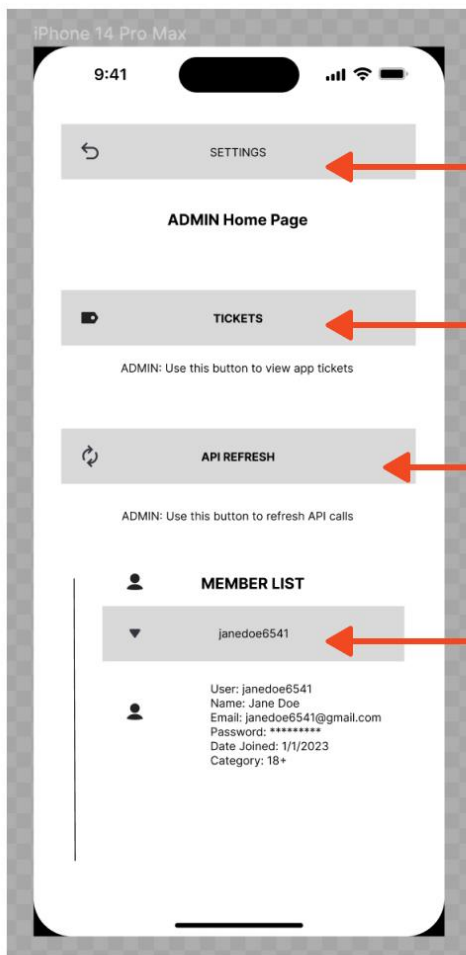 iPhone 14 Pro Max
9:41
SETTINGS
ADMIN Home Page
TICKETS
ADMIN: Use this button to view app tickets
API REFRESH
ADMIN: Use this button to refresh API calls
MEMBER LIST
janedoe6541
User: janedoe6541
Name: Jane Doe
Email: janedoe6541@gmail.com
Password: *********
Date Joined: 1/1/2023
Category: 18+